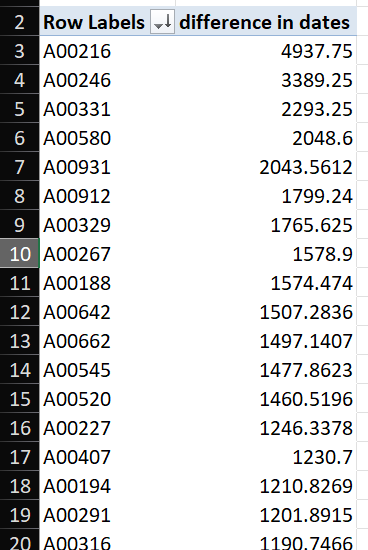 2 Row Labels difference in dates
3 A00216 4937.75
4 A00246 3389.25
5 A00331 2293.25
6 A00580 2048.6
7 A00931 2043.5612
8 A00912 1799.24
9 A00329 1765.625
10 A00267 1578.9
11 A00188 1574.474
12 A00642 1507.2836
13 A00662 1497.1407
14 A00545 1477.8623
15 A00520 1460.5196
16 A00227 1246.3378
17 A00407 1230.7
18 A00194 1210.8269
19 A00291 1201.8915
20 A00316 1190.7466